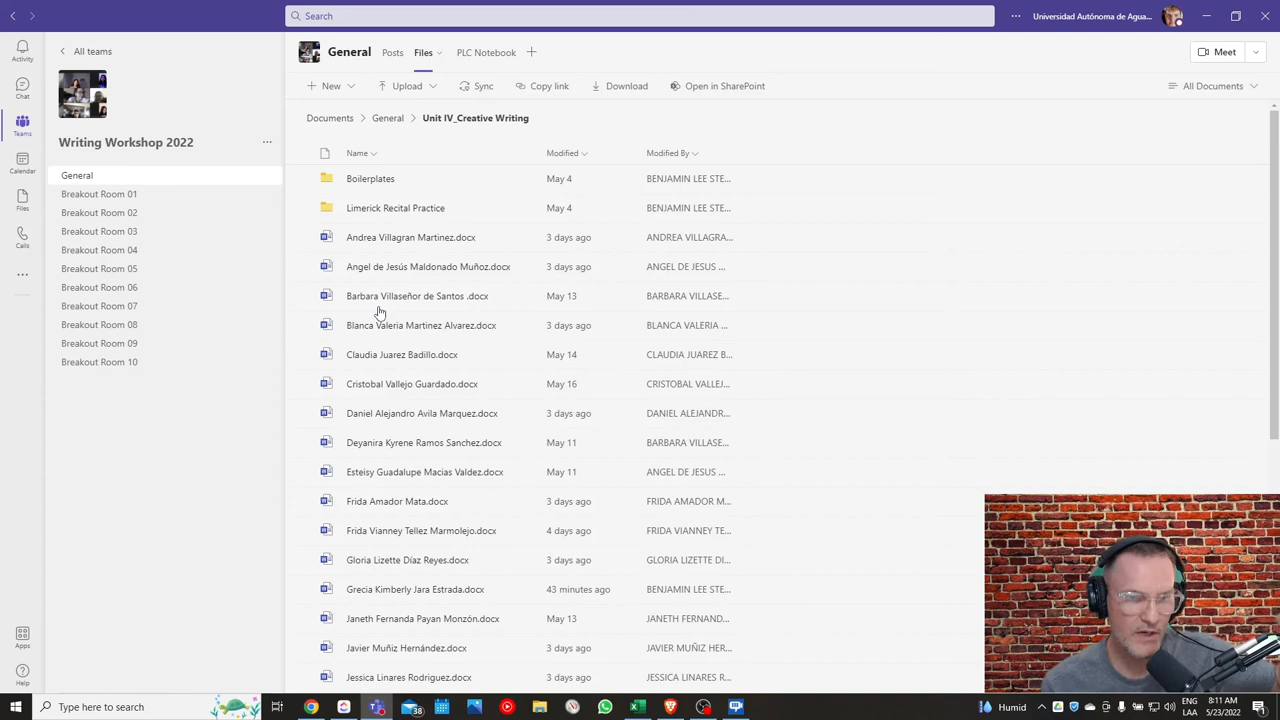 Search
Universidad Autónoma de Agua...
Activity
Chat
Teams
Calendar
Files
Calls
Apps
Help
All teams
Writing Workshop 2022
General
Breakout Room 01
Breakout Room 02
Breakout Room 03
Breakout Room 04
Breakout Room 05
Breakout Room 06
Breakout Room 07
Breakout Room 08
Breakout Room 09
Breakout Room 10
General Posts Files PLC Notebook Meet
New Upload Sync Copy link Download Open in SharePoint All Documents
Documents General Unit IV_Creative Writing
Name Modified Modified By
Boilerplates May 4 BENJAMIN LEE STE...
Limerick Recital Practice May 4 BENJAMIN LEE STE...
Andrea Villagran Martinez.docx 3 days ago ANDREA VILLAGRA...
Angel de Jesús Maldonado Muñoz.docx 3 days ago ANGEL DE JESUS ...
Barbara Villaseñor de Santos .docx May 13 BARBARA VILLASE...
Blanca Valeria Martinez Alvarez.docx 3 days ago BLANCA VALERIA ...
Claudia Juarez Badillo.docx May 14 CLAUDIA JUAREZ B...
Cristobal Vallejo Guardado.docx May 16 CRISTOBAL VALLEJ...
Daniel Alejandro Avila Marquez.docx 3 days ago DANIEL ALEJANDR...
Deyanira Kyrene Ramos Sanchez.docx May 11 BARBARA VILLASE...
Esteisy Guadalupe Macias Valdez.docx May 11 ANGEL DE JESUS ...
Frida Amador Mata.docx 3 days ago FRIDA AMADOR M...
Frida Vianney Tellez Marmolejo.docx 4 days ago FRIDA VIANNEY TE...
Gloria Lizette Díaz Reyes.docx 3 days ago GLORIA LIZETTE DI...
Grecia Kimberly Jara Estrada.docx 43 minutes ago BENJAMIN LEE STE...
Janeth Fernanda Payan Monzón.docx May 13 JANETH FERNAND...
Javier Muñiz Hernández.docx 3 days ago JAVIER MUÑIZ HER...
Jessica Linares Rodriguez.docx 3 days ago JESSICA LINARES R...
Type here to search
38
Humid
ENG
LAA
8:11 AM
5/23/2022